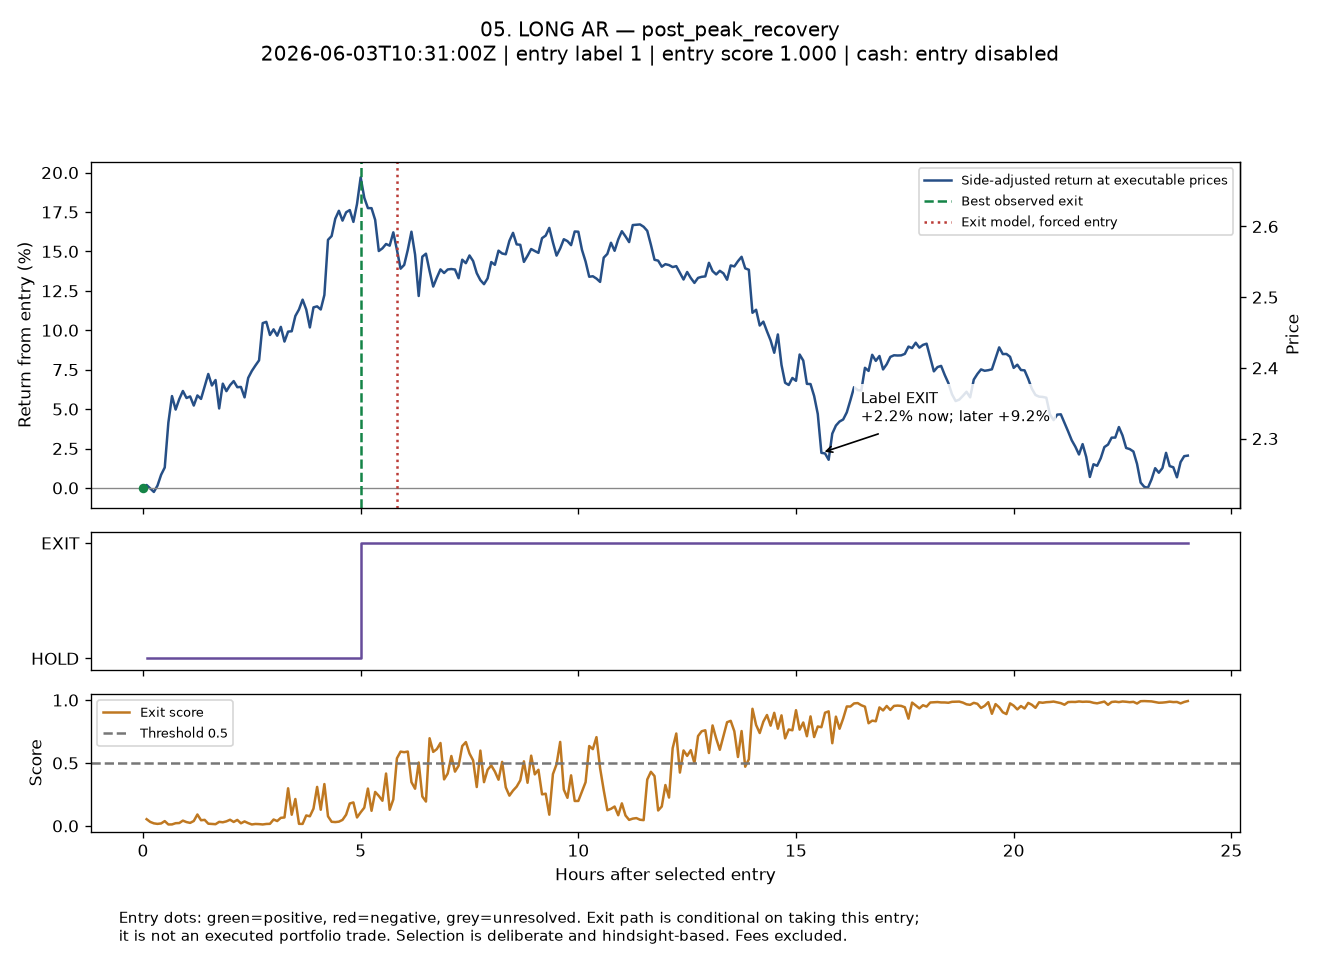 05. LONG AR — post_peak_recovery
2026-06-03T10:31:00Z | entry label 1 | entry score 1.000 | cash: entry disabled
20.0
17.5
15.0
12.5
10.0
7.5
5.0
2.5
0.0
Return from entry (%)
Side-adjusted return at executable prices
Best observed exit
Exit model, forced entry
2.6
2.5
2.4
2.3
Price
Label EXIT
+2.2% now; later +9.2%
EXIT
HOLD
1.0
0.5
0.0
Score
Exit score
Threshold 0.5
0
5
10
15
20
25
Hours after selected entry
Entry dots: green=positive, red=negative, grey=unresolved. Exit path is conditional on taking this entry;
it is not an executed portfolio trade. Selection is deliberate and hindsight-based. Fees excluded.